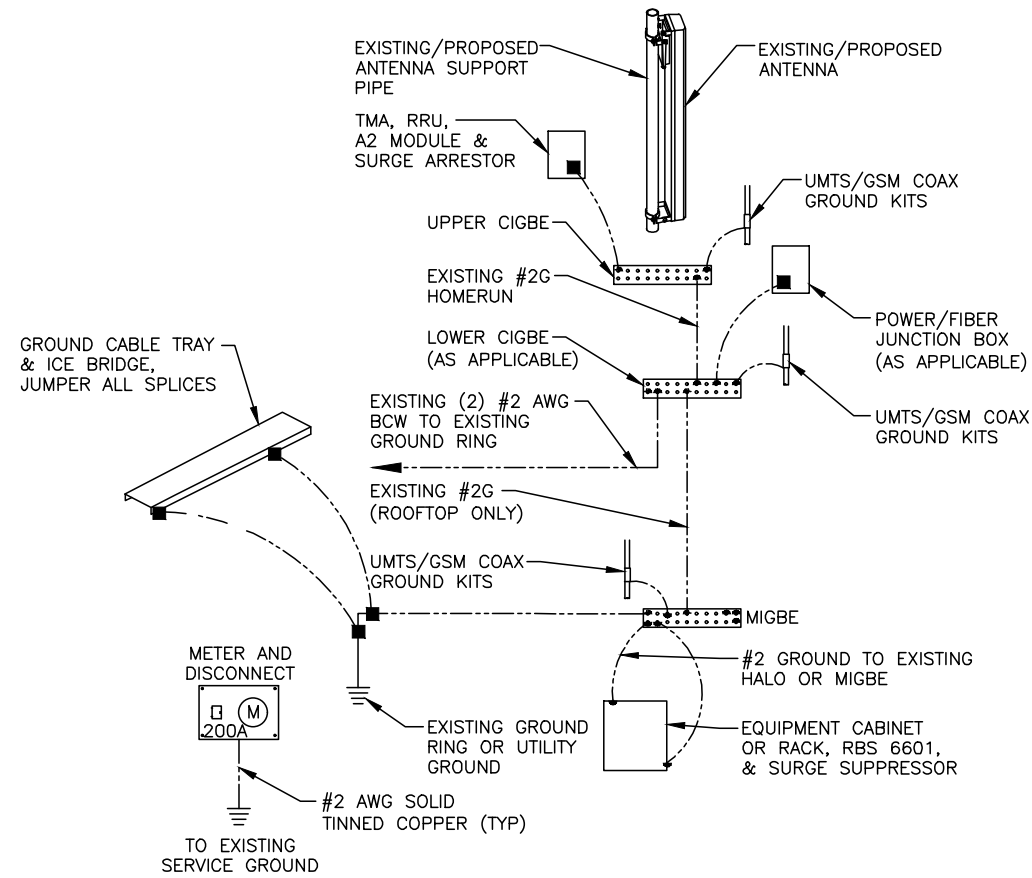 EXISTING/PROPOSED
ANTENNA SUPPORT
PIPE
EXISTING/PROPOSED
ANTENNA
TMA, RRU,
A2 MODULE &
SURGE ARRESTOR
UMTS/GSM COAX
GROUND KITS
UPPER CIGBE
EXISTING #2G
HOMERUN
POWER/FIBER
JUNCTION BOX
(AS APPLICABLE)
LOWER CIGBE
(AS APPLICABLE)
GROUND CABLE TRAY
& ICE BRIDGE,
JUMPER ALL SPLICES
EXISTING (2) #2 AWG
BCW TO EXISTING
GROUND RING
UMTS/GSM COAX
GROUND KITS
EXISTING #2G
(ROOFTOP ONLY)
UMTS/GSM COAX
GROUND KITS
MIGBE
METER AND
DISCONNECT
M
200A
#2 GROUND TO EXISTING
HALO OR MIGBE
EXISTING GROUND
RING OR UTILITY
GROUND
EQUIPMENT CABINET
OR RACK, RBS 6601,
& SURGE SUPPRESSOR
#2 AWG SOLID
TINNED COPPER (TYP)
TO EXISTING
SERVICE GROUND